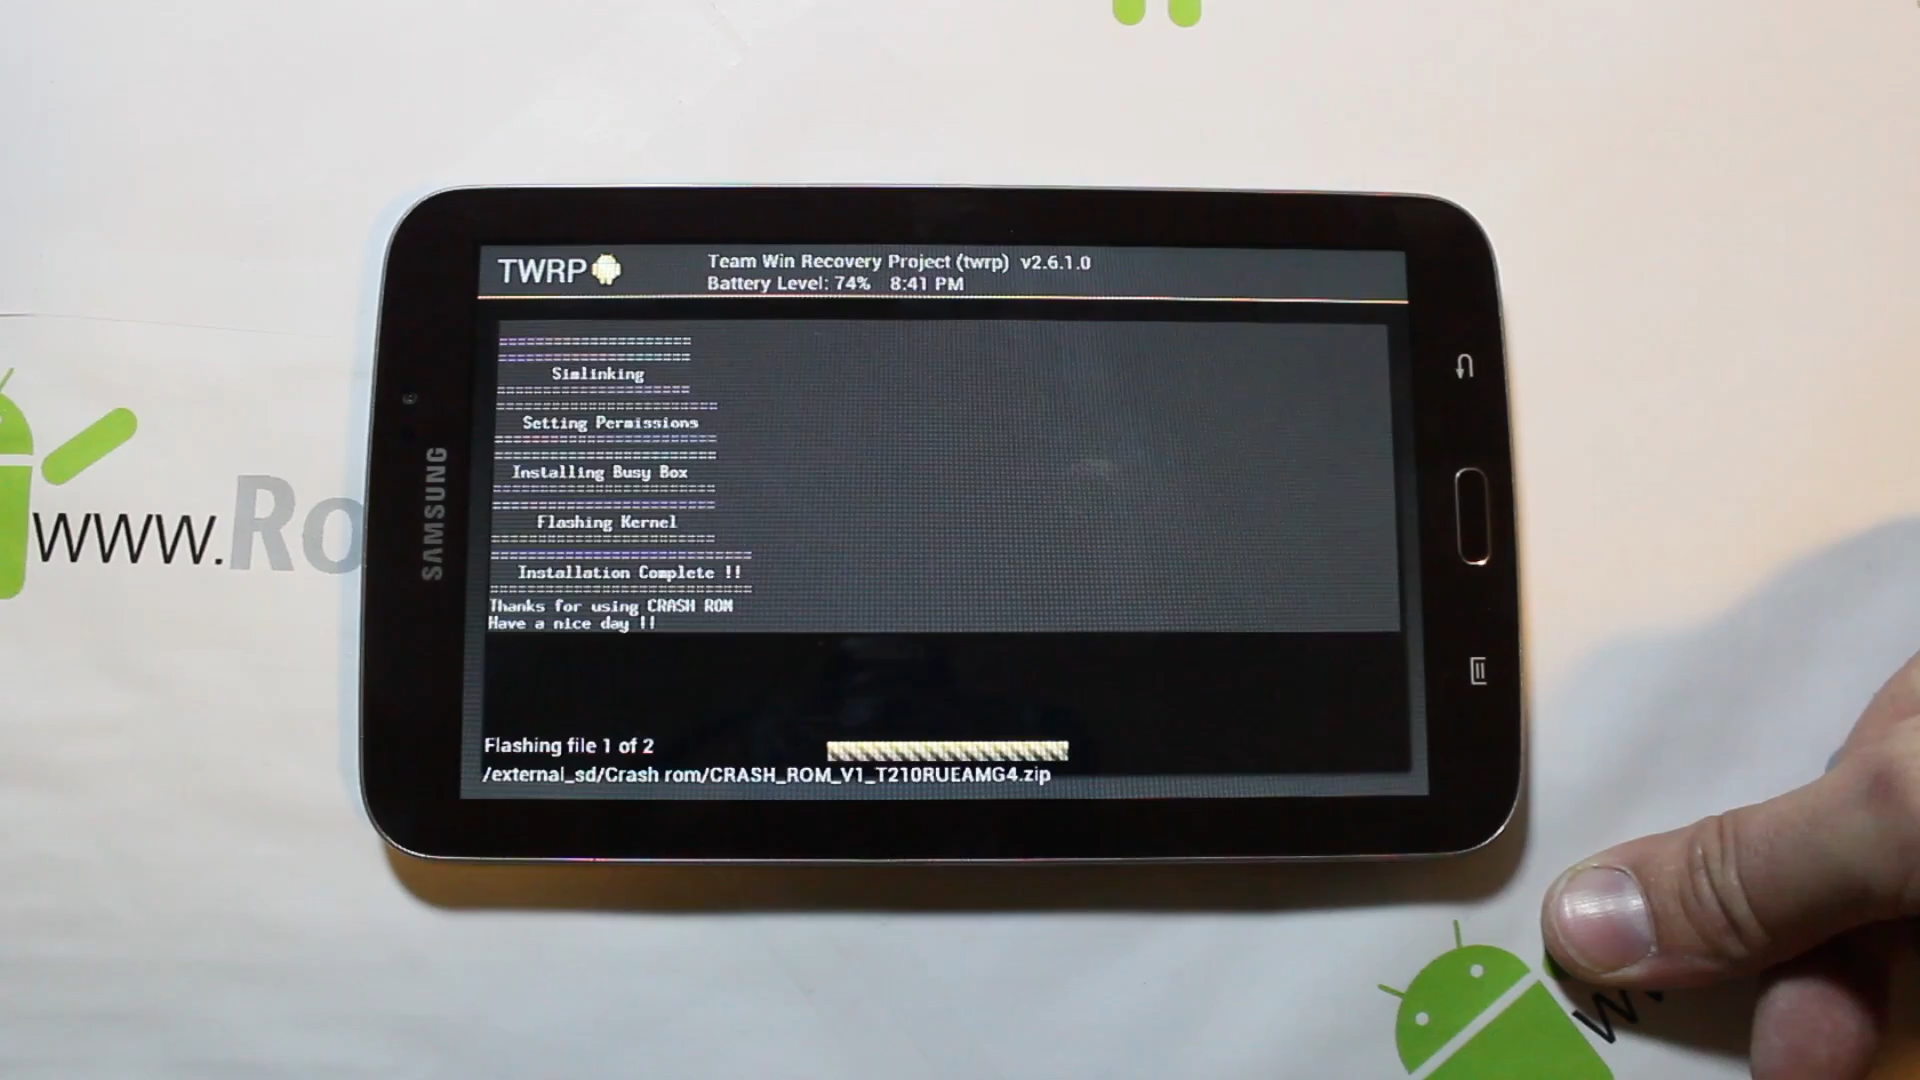 TWRP
Team Win Recovery Project (twrp) v2.6.1.0
Battery Level: 74% 8:41 PM
Simlinking
Setting Permissions
Installing Busy Box
Flashing Kernel
Installation Complete !!
Thanks for using CRASH ROM
Have a nice day !!
Flashing file 1 of 2
/external_sd/Crash rom/CRASH_ROM_V1_T210RUEAMG4.zip
SAMSUNG
www.Ro